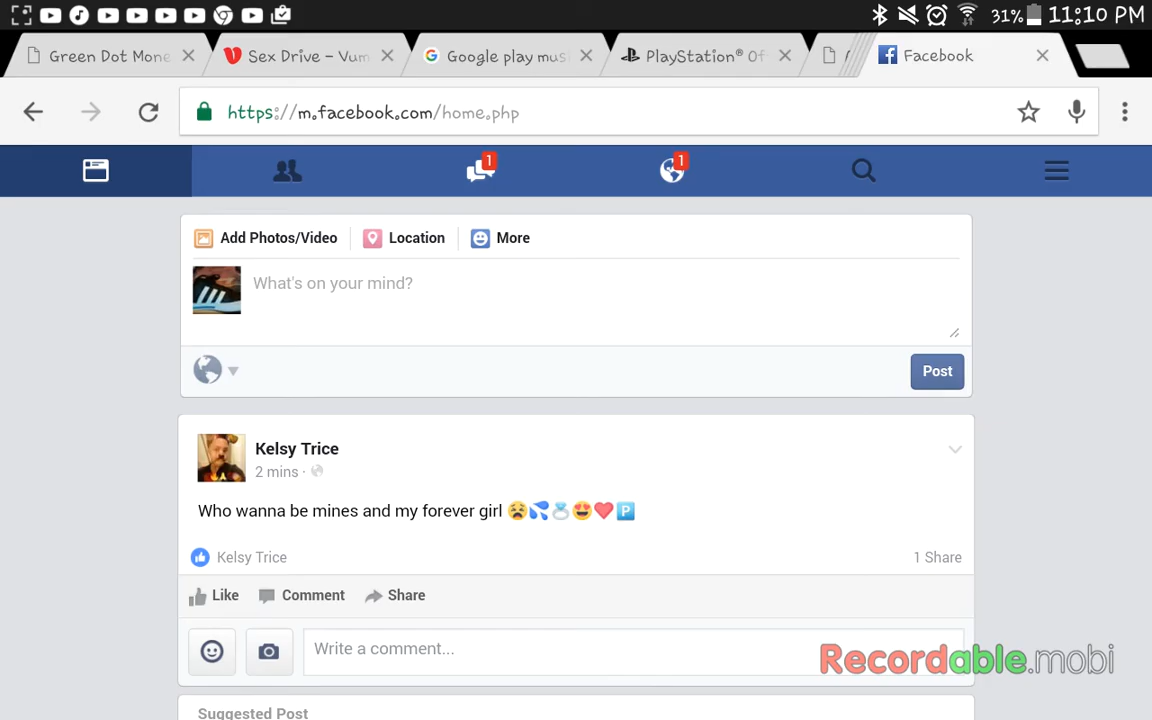 31% 11:10 PM
Green Dot Mone
Sex Drive – Vum
Google play mus
PlayStation® Of
Facebook
https://m.facebook.com/home.php
1
1
Add Photos/Video
Location
More
What's on your mind?
Post
Kelsy Trice
2 mins ·
Who wanna be mines and my forever girl 😫💦💍😍❤️🅿️
Kelsy Trice
1 Share
Like
Comment
Share
Write a comment...
Recordable.mobi
Suggested Post